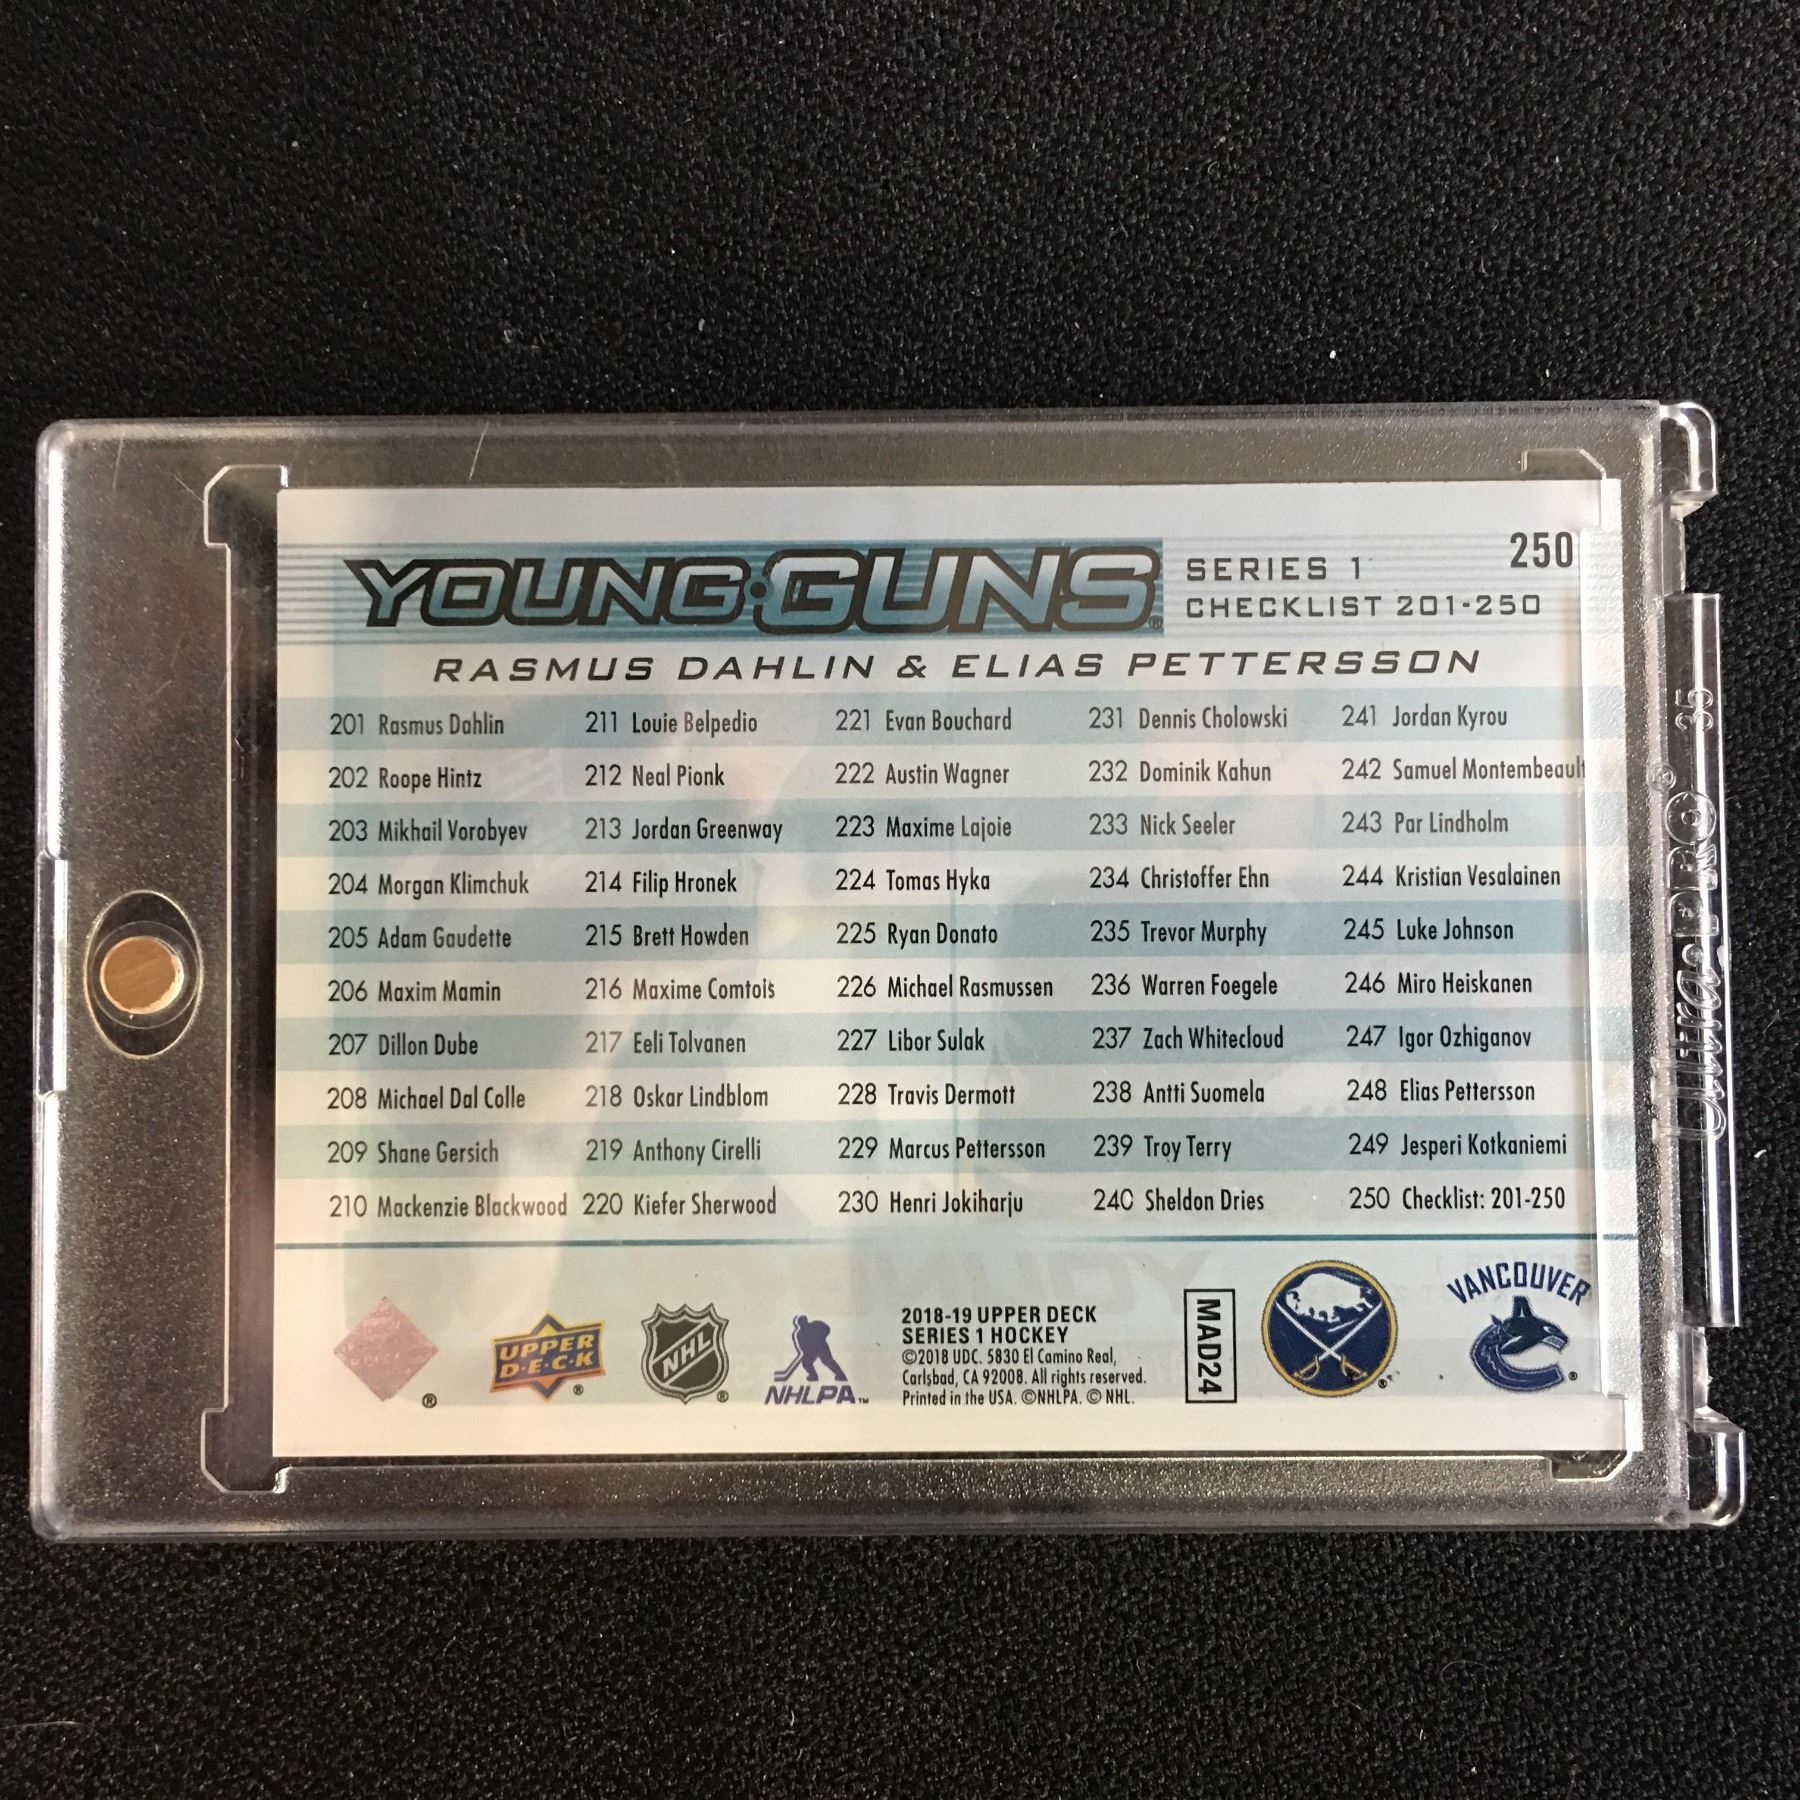 250
YOUNG·GUNS®
SERIES 1
CHECKLIST 201-250
RASMUS DAHLIN & ELIAS PETTERSSON
201 Rasmus Dahlin 211 Louie Belpedio 221 Evan Bouchard 231 Dennis Cholowski 241 Jordan Kyrou
202 Roope Hintz 212 Neal Pionk 222 Austin Wagner 232 Dominik Kahun 242 Samuel Montembeault
203 Mikhail Vorobyev 213 Jordan Greenway 223 Maxime Lajoie 233 Nick Seeler 243 Par Lindholm
204 Morgan Klimchuk 214 Filip Hronek 224 Tomas Hyka 234 Christoffer Ehn 244 Kristian Vesalainen
205 Adam Gaudette 215 Brett Howden 225 Ryan Donato 235 Trevor Murphy 245 Luke Johnson
206 Maxim Mamin 216 Maxime Comtois 226 Michael Rasmussen 236 Warren Foegele 246 Miro Heiskanen
207 Dillon Dube 217 Eeli Tolvanen 227 Libor Sulak 237 Zach Whitecloud 247 Igor Ozhiganov
208 Michael Dal Colle 218 Oskar Lindblom 228 Travis Dermott 238 Antti Suomela 248 Elias Pettersson
209 Shane Gersich 219 Anthony Cirelli 229 Marcus Pettersson 239 Troy Terry 249 Jesperi Kotkaniemi
210 Mackenzie Blackwood 220 Kiefer Sherwood 230 Henri Jokiharju 240 Sheldon Dries 250 Checklist: 201-250
®
UPPER
D·E·C·K ®
NHL ®
NHLPA™
2018-19 UPPER DECK
SERIES 1 HOCKEY
©2018 UDC. 5830 El Camino Real,
Carlsbad, CA 92008. All rights reserved.
Printed in the USA. ©NHLPA. © NHL.
MAD24
®
VANCOUVER
®
Ultra·PRO® 35